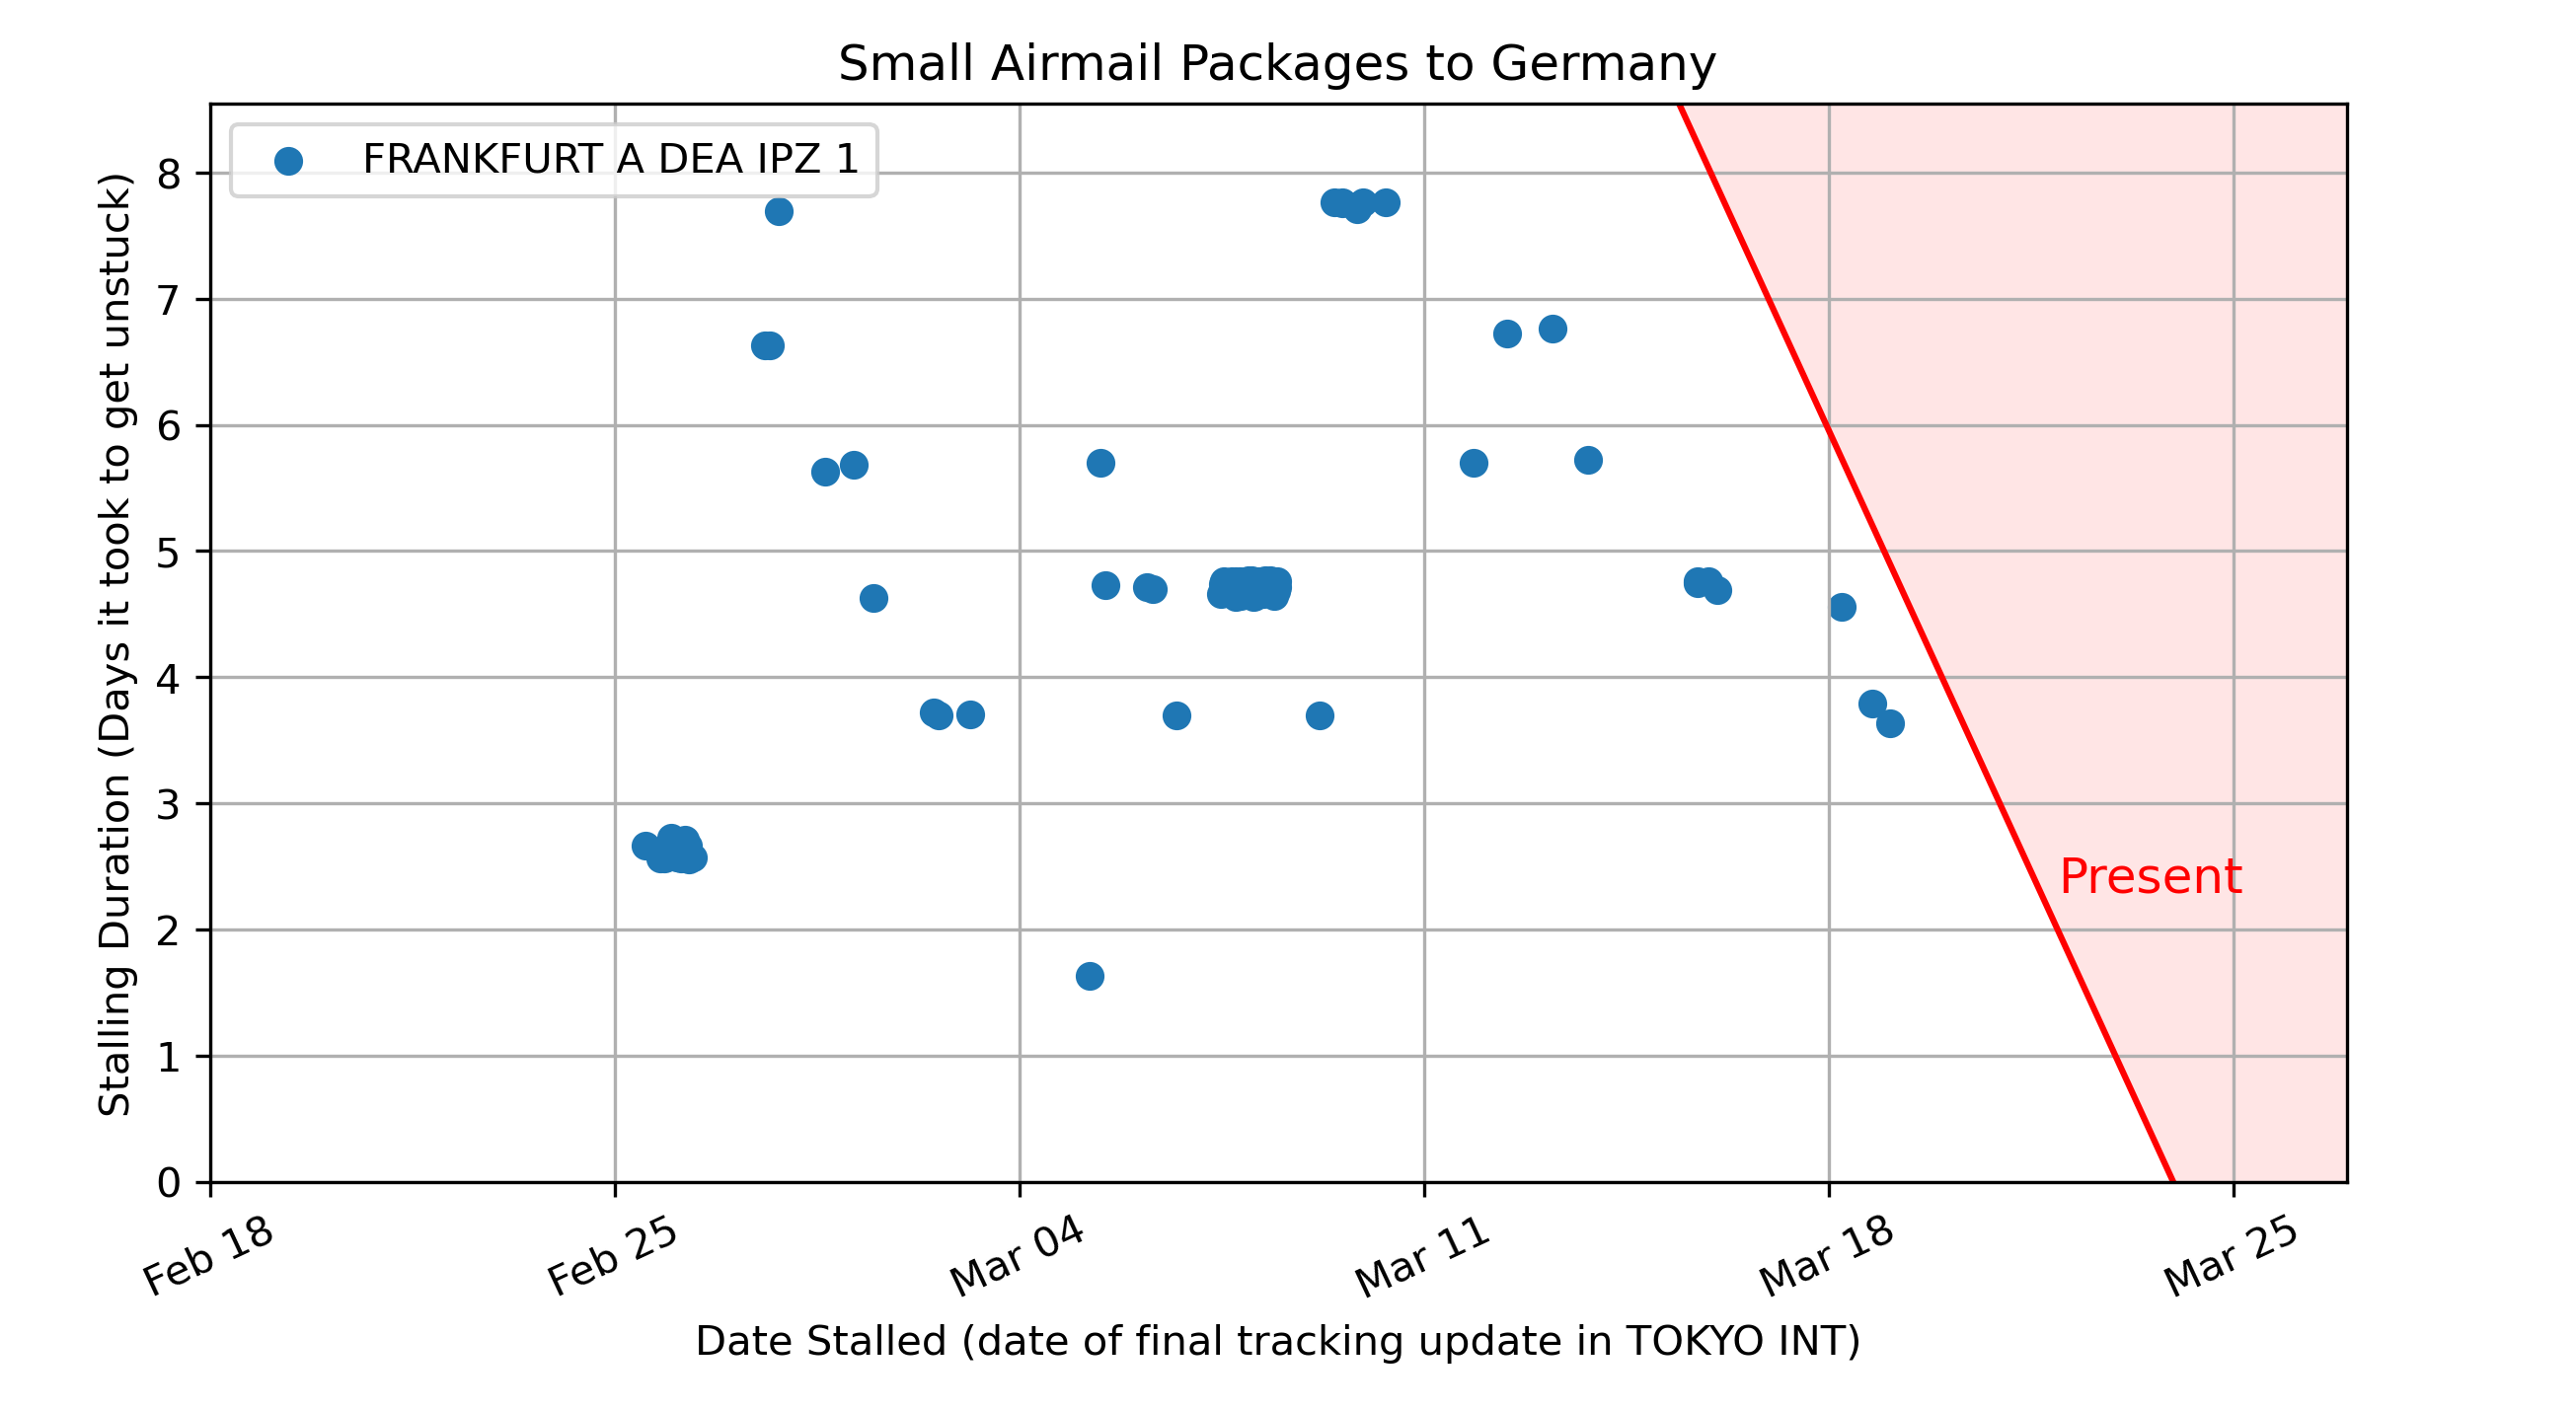 Small Airmail Packages to Germany
FRANKFURT A DEA IPZ 1
Stalling Duration (Days it took to get unstuck)
8
7
6
5
4
3
2
1
0
Present
Feb 18
Feb 25
Mar 04
Mar 11
Mar 18
Mar 25
Date Stalled (date of final tracking update in TOKYO INT)